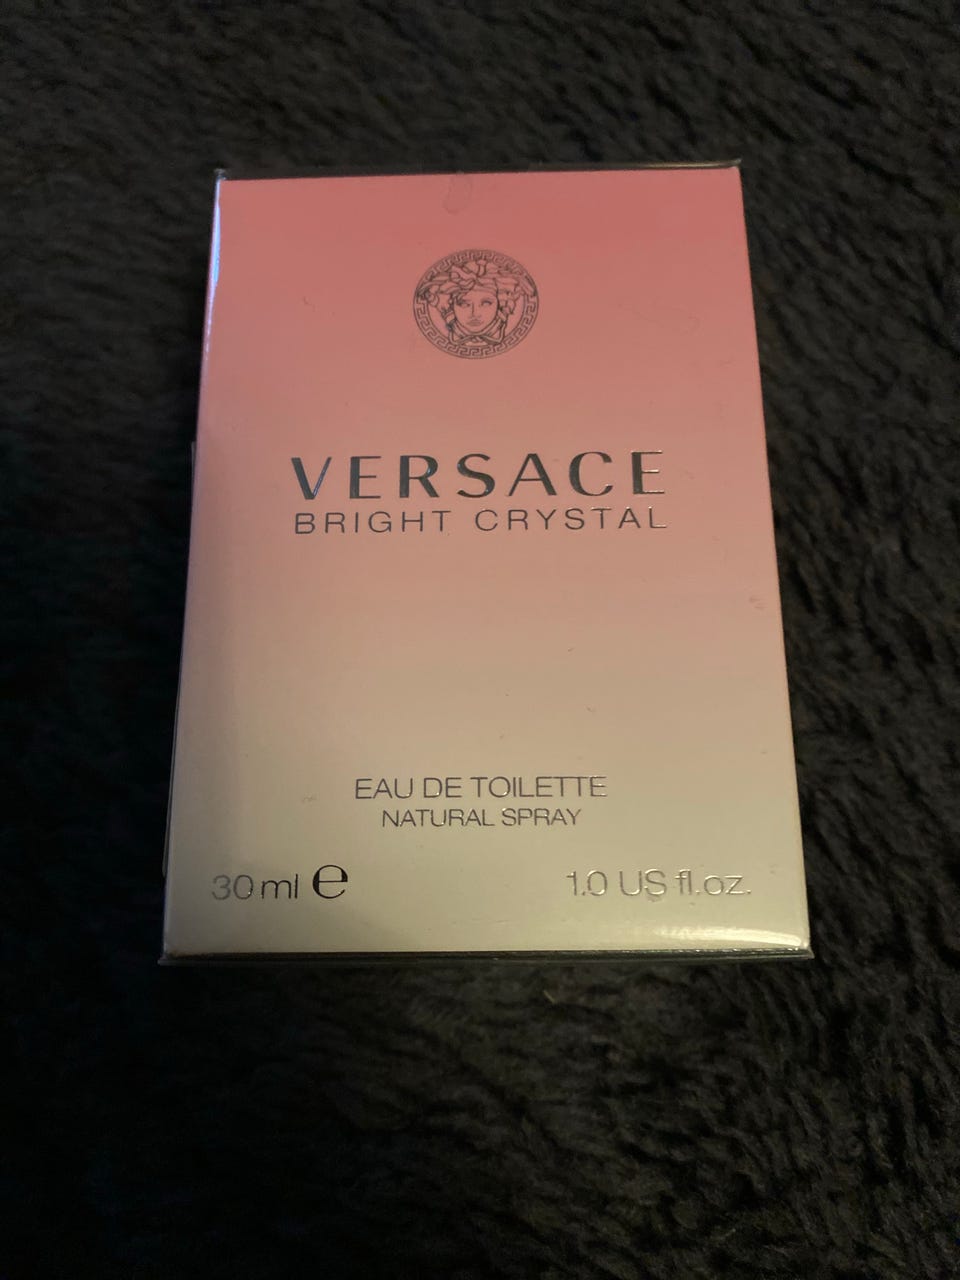 VERSACE
BRIGHT CRYSTAL
EAU DE TOILETTE
NATURAL SPRAY
30 ml ℮ 1.0 US fl.oz.